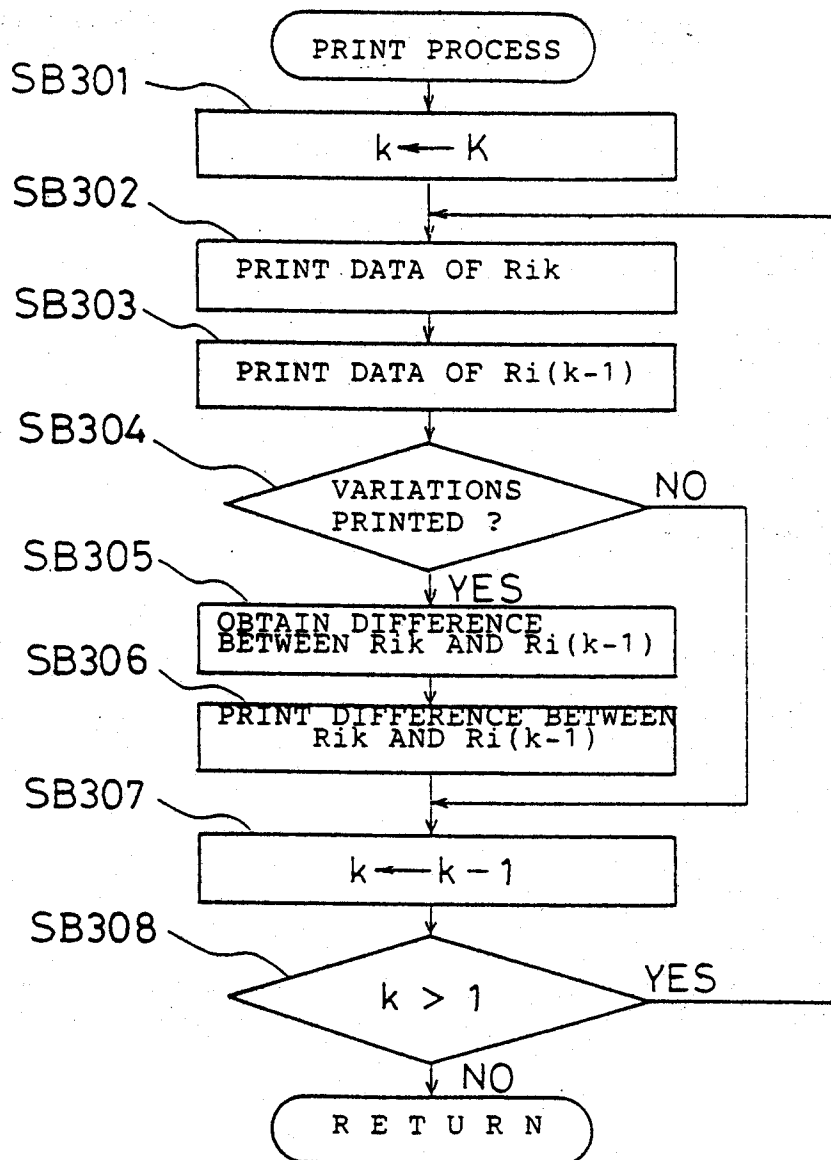 PRINT PROCESS
SB301
k ← K
SB302
PRINT DATA OF Rik
SB303
PRINT DATA OF Ri(k-1)
SB304
VARIATIONS
PRINTED ?
NO
SB305
YES
OBTAIN DIFFERENCE
BETWEEN Rik AND Ri(k-1)
SB306
PRINT DIFFERENCE BETWEEN
Rik AND Ri(k-1)
SB307
k ← k - 1
SB308
k > 1
YES
NO
R E T U R N